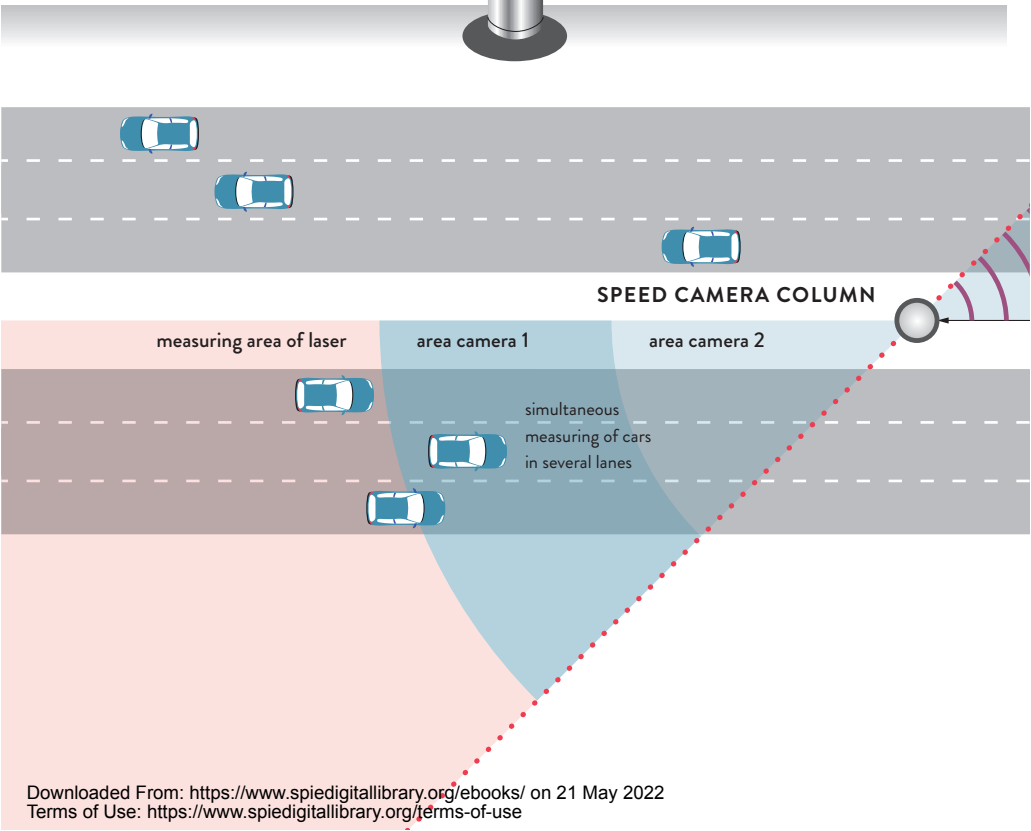 SPEED CAMERA COLUMN
measuring area of laser
area camera 1
area camera 2
simultaneous
measuring of cars
in several lanes
Downloaded From: https://www.spiedigitallibrary.org/ebooks/ on 21 May 2022
Terms of Use: https://www.spiedigitallibrary.org/terms-of-use